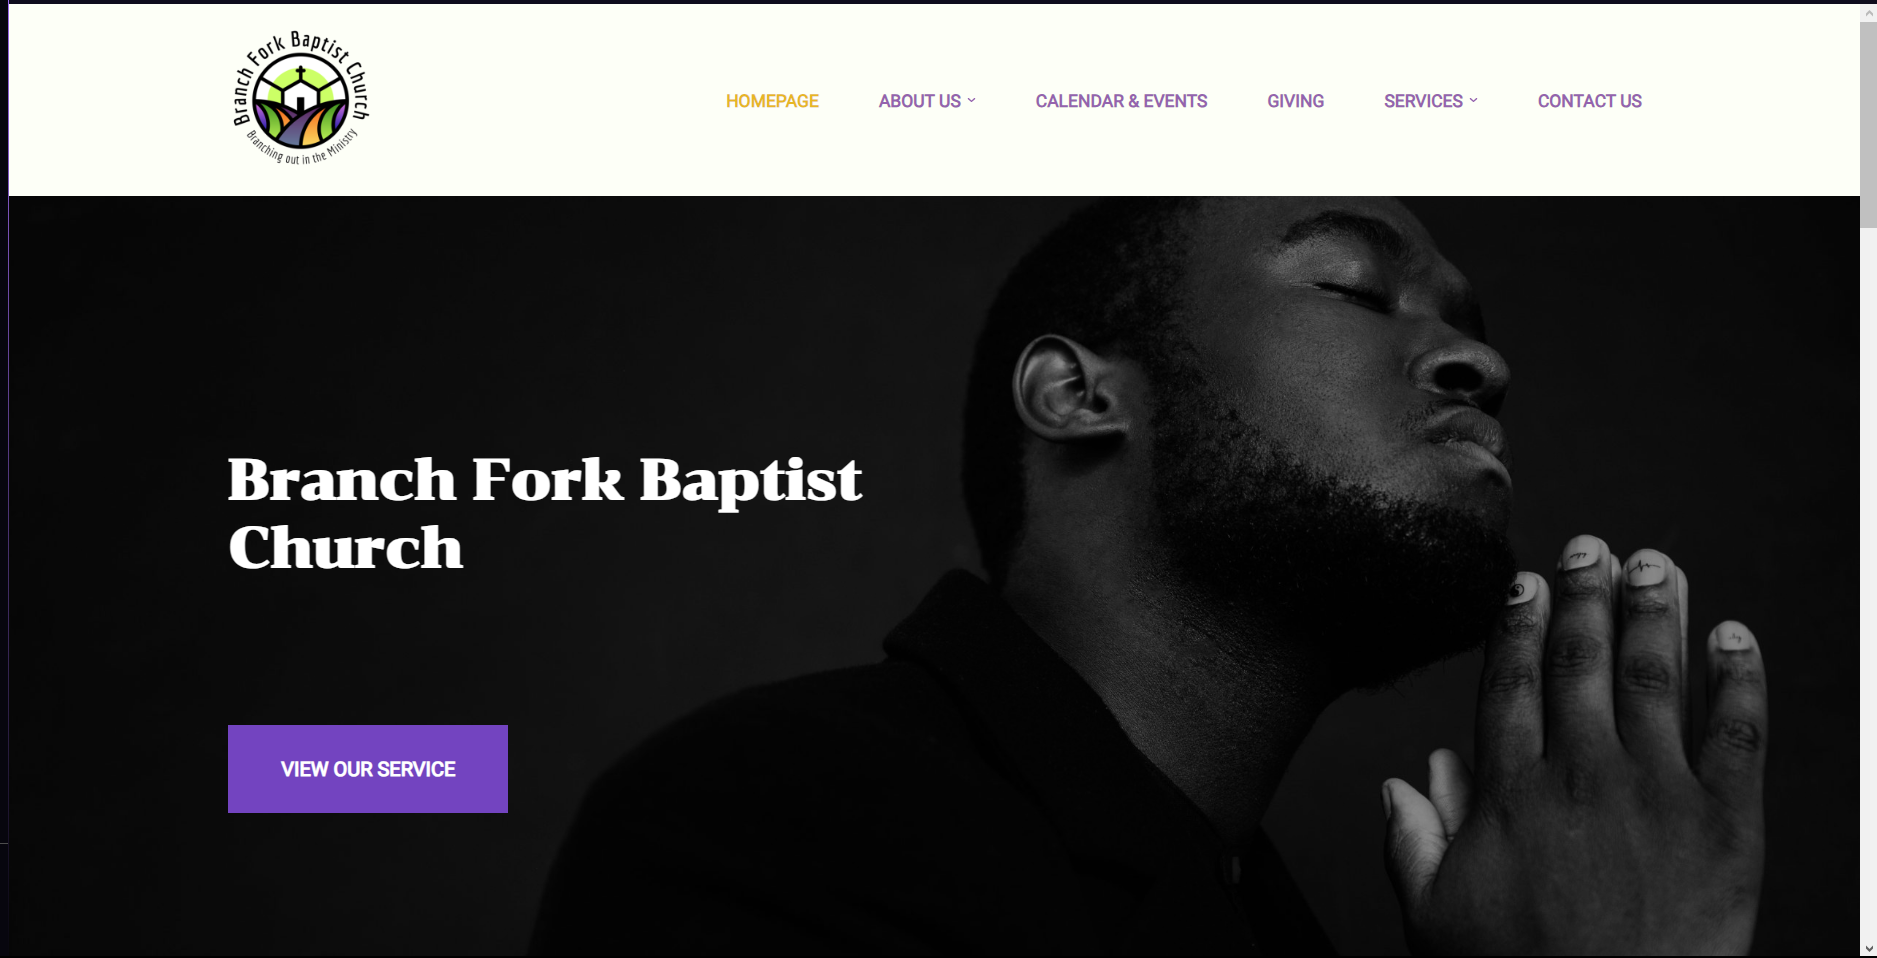 Branch Fork Baptist Church
Branching out in the Ministry
HOMEPAGE
ABOUT US
CALENDAR & EVENTS
GIVING
SERVICES
CONTACT US
Branch Fork Baptist
Church
VIEW OUR SERVICE